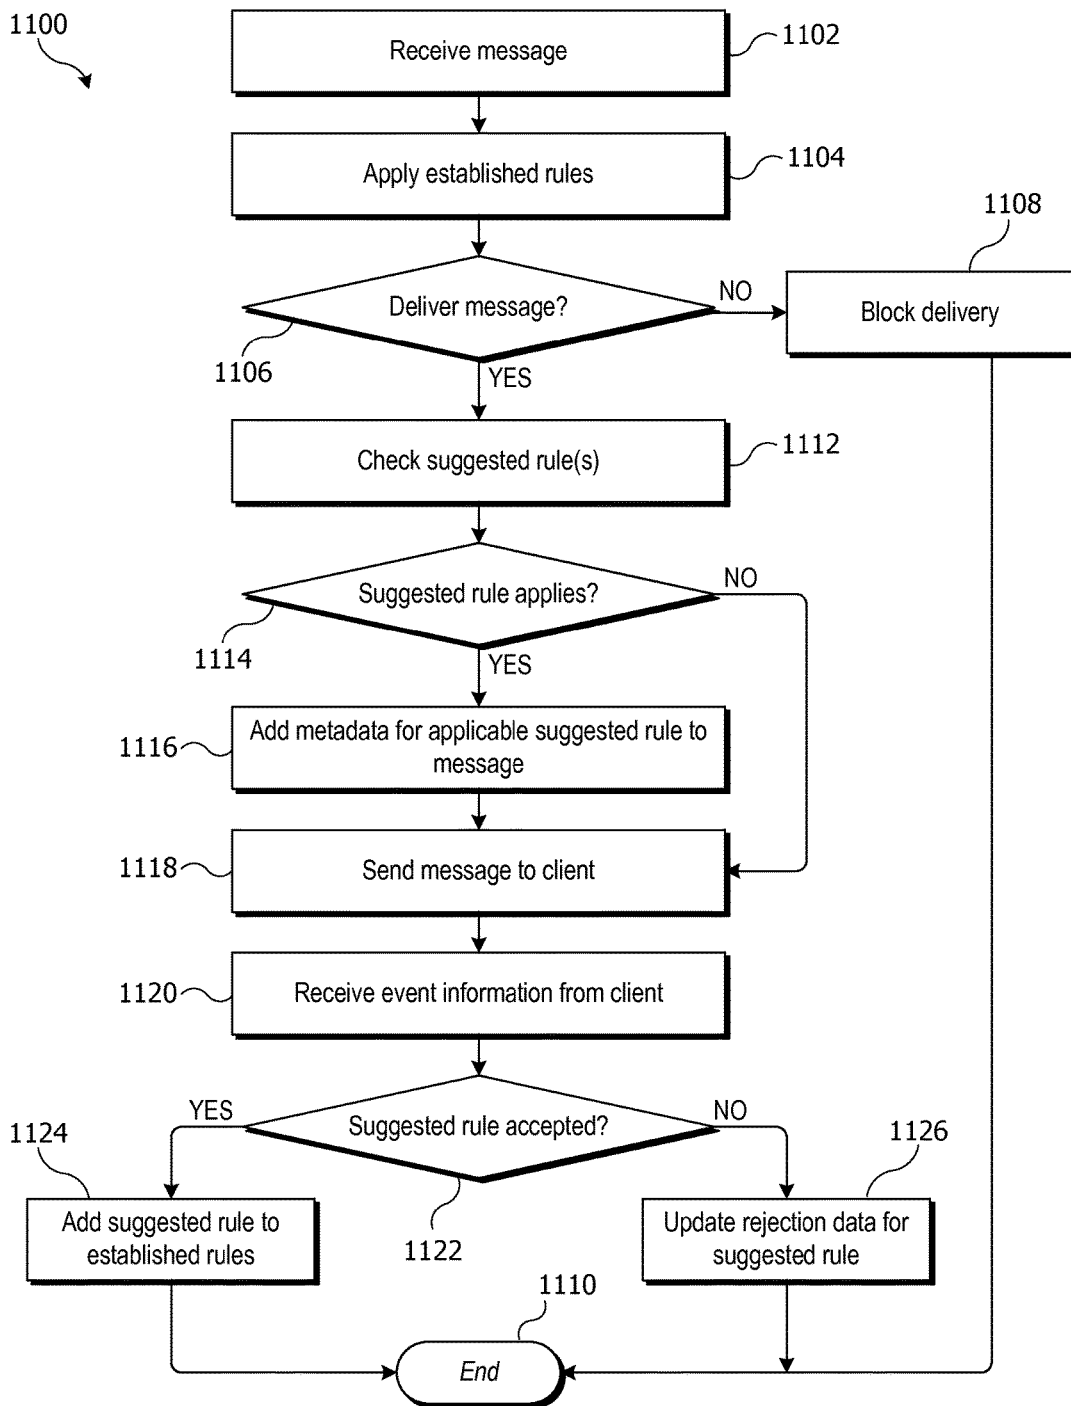 1100
Receive message
1102
Apply established rules
1104
Deliver message?
1106
NO
YES
1108
Block delivery
Check suggested rule(s)
1112
Suggested rule applies?
1114
NO
YES
1116
Add metadata for applicable suggested rule to
message
1118
Send message to client
1120
Receive event information from client
YES
Suggested rule accepted?
NO
1122
1124
Add suggested rule to
established rules
1126
Update rejection data for
suggested rule
1110
End